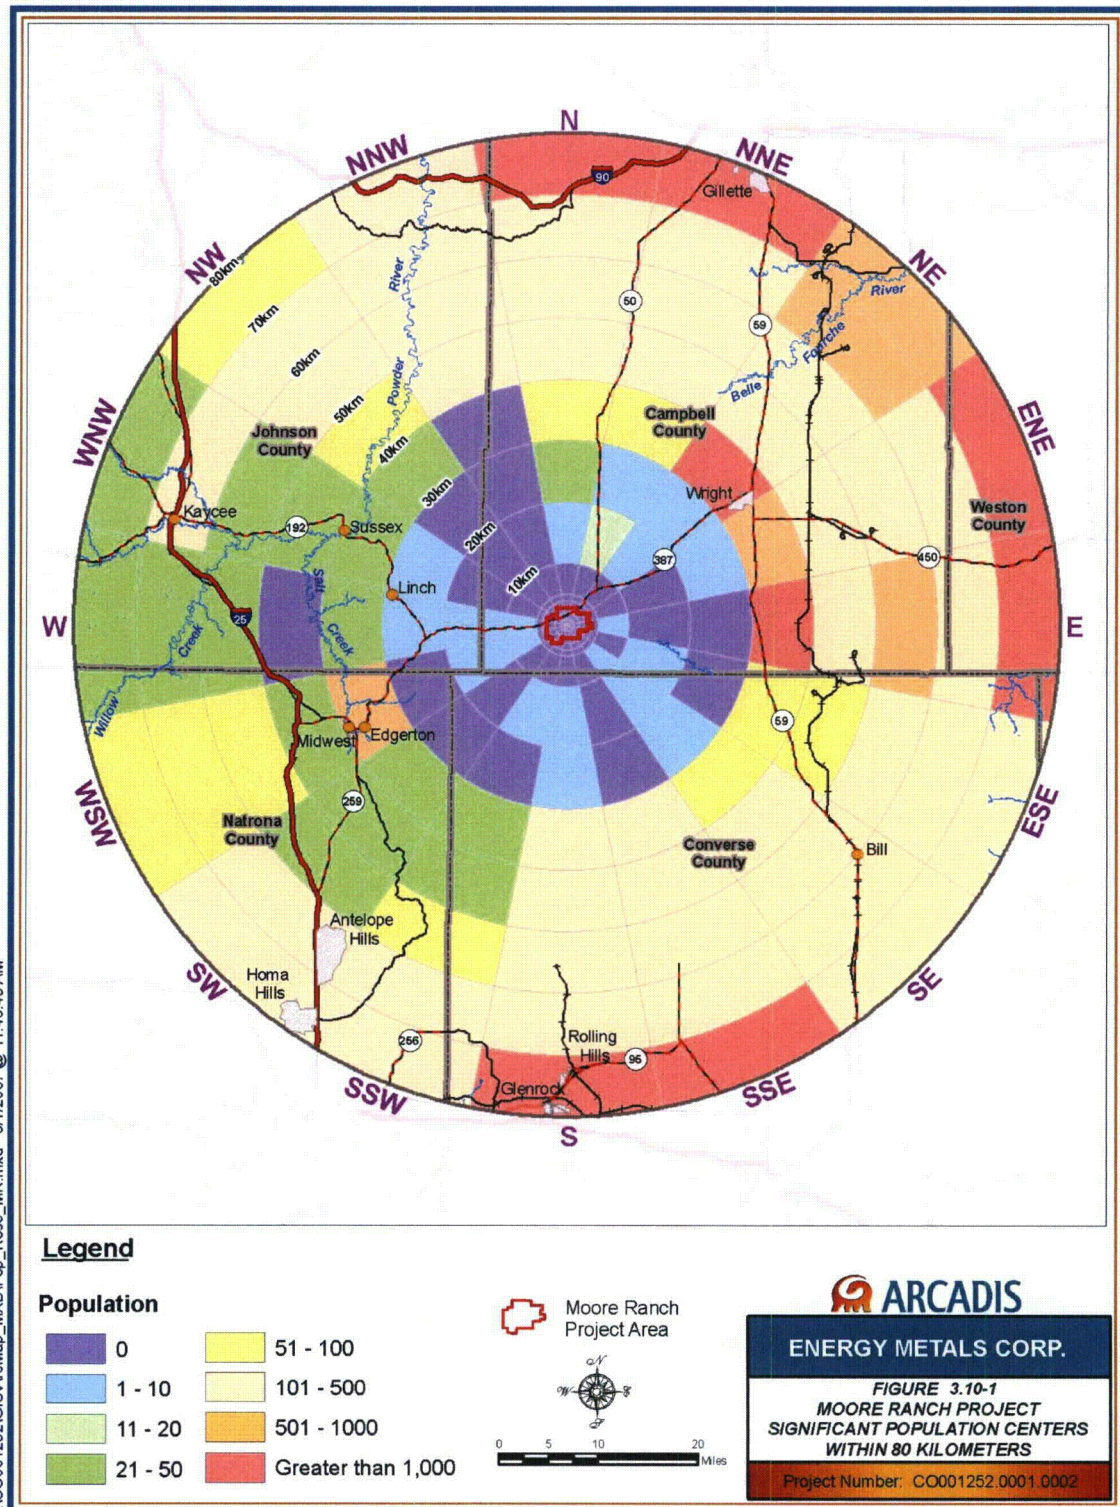 N
NNW
NNE
90
Gillette
NW
80km
NE
River
River
70km
50
59
60km
Powder
Fourche
Belle
50km
WNW
ENE
Johnson
County
Campbell
County
40km
30km
Wright
Weston
County
Kaycee
192
Sussex
20km
387
450
10km
Salt
Linch
W
25
E
Creek
Creek
Willow
Midwest
Edgerton
59
WSW
ESE
259
Natrona
County
Converse
County
Bill
Antelope
Hills
Homa
Hills
SW
SE
256
Rolling
Hills
95
Glenrock
SSW
SSE
S
Legend
Population
0
1 - 10
11 - 20
21 - 50
51 - 100
101 - 500
501 - 1000
Greater than 1,000
Moore Ranch
Project Area
N
W
E
S
0 5 10 20
Miles
ARCADIS
ENERGY METALS CORP.
FIGURE 3.10-1
MOORE RANCH PROJECT
SIGNIFICANT POPULATION CENTERS
WITHIN 80 KILOMETERS
Project Number: CO001252.0001.0002